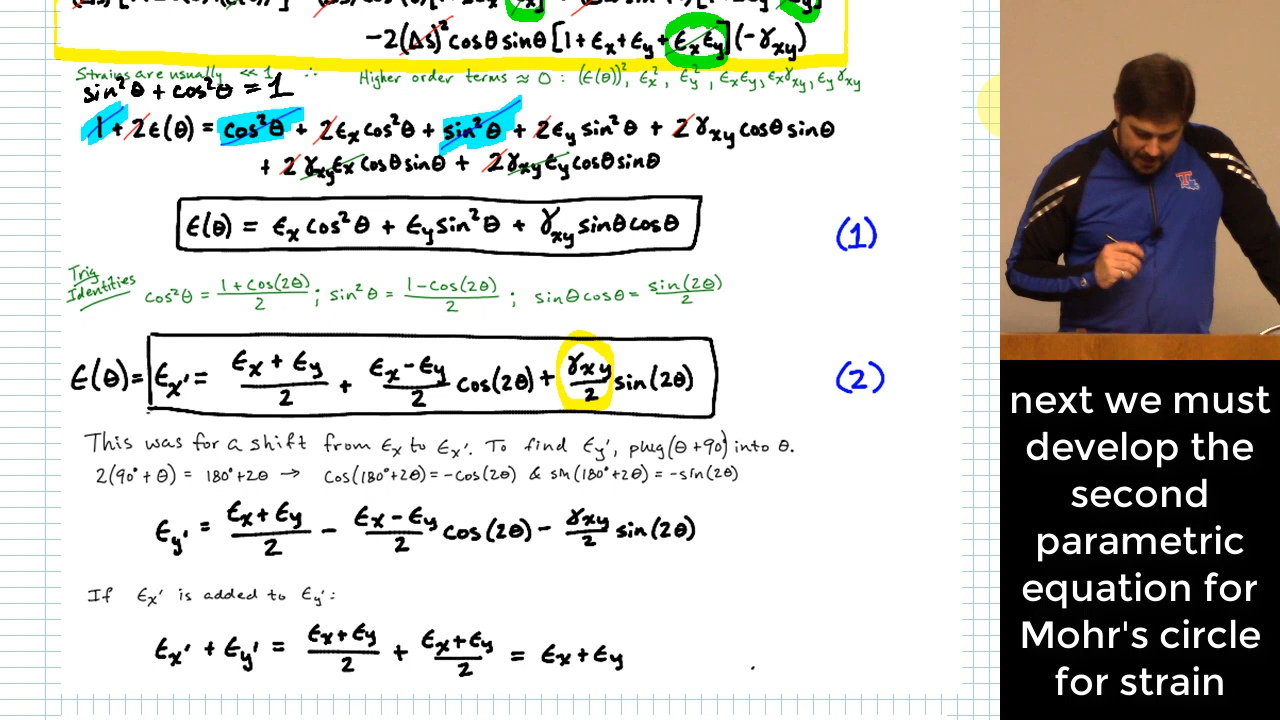 -2(Δs)² cosθ sinθ [1 + ϵx + ϵy + ϵxϵy](-γxy)
Strains are usually << 1 ∴ Higher order terms ≈ 0 : (ϵ(θ))², ϵx², ϵy², ϵxϵy, ϵxγxy, ϵyγxy
sin²θ + cos²θ = 1
1 + 2ϵ(θ) = cos²θ + 2ϵx cos²θ + sin²θ + 2ϵy sin²θ + 2γxy cosθ sinθ
+ 2γxyϵx cosθ sinθ + 2γxyϵy cosθ sinθ
ϵ(θ) = ϵx cos²θ + ϵy sin²θ + γxy sinθ cosθ (1)
Trig Identities
cos²θ = (1 + cos(2θ))/2 ; sin²θ = (1 - cos(2θ))/2 ; sinθ cosθ = sin(2θ)/2
ϵ(θ) = ϵx' = (ϵx + ϵy)/2 + (ϵx - ϵy)/2 cos(2θ) + γxy/2 sin(2θ) (2)
This was for a shift from ϵx to ϵx'. To find ϵy', plug (θ + 90°) into θ.
2(90° + θ) = 180° + 2θ → cos(180° + 2θ) = -cos(2θ) & sin(180° + 2θ) = -sin(2θ)
ϵy' = (ϵx + ϵy)/2 - (ϵx - ϵy)/2 cos(2θ) - γxy/2 sin(2θ)
If ϵx' is added to ϵy':
ϵx' + ϵy' = (ϵx + ϵy)/2 + (ϵx + ϵy)/2 = ϵx + ϵy
next we must
develop the
second
parametric
equation for
Mohr's circle
for strain